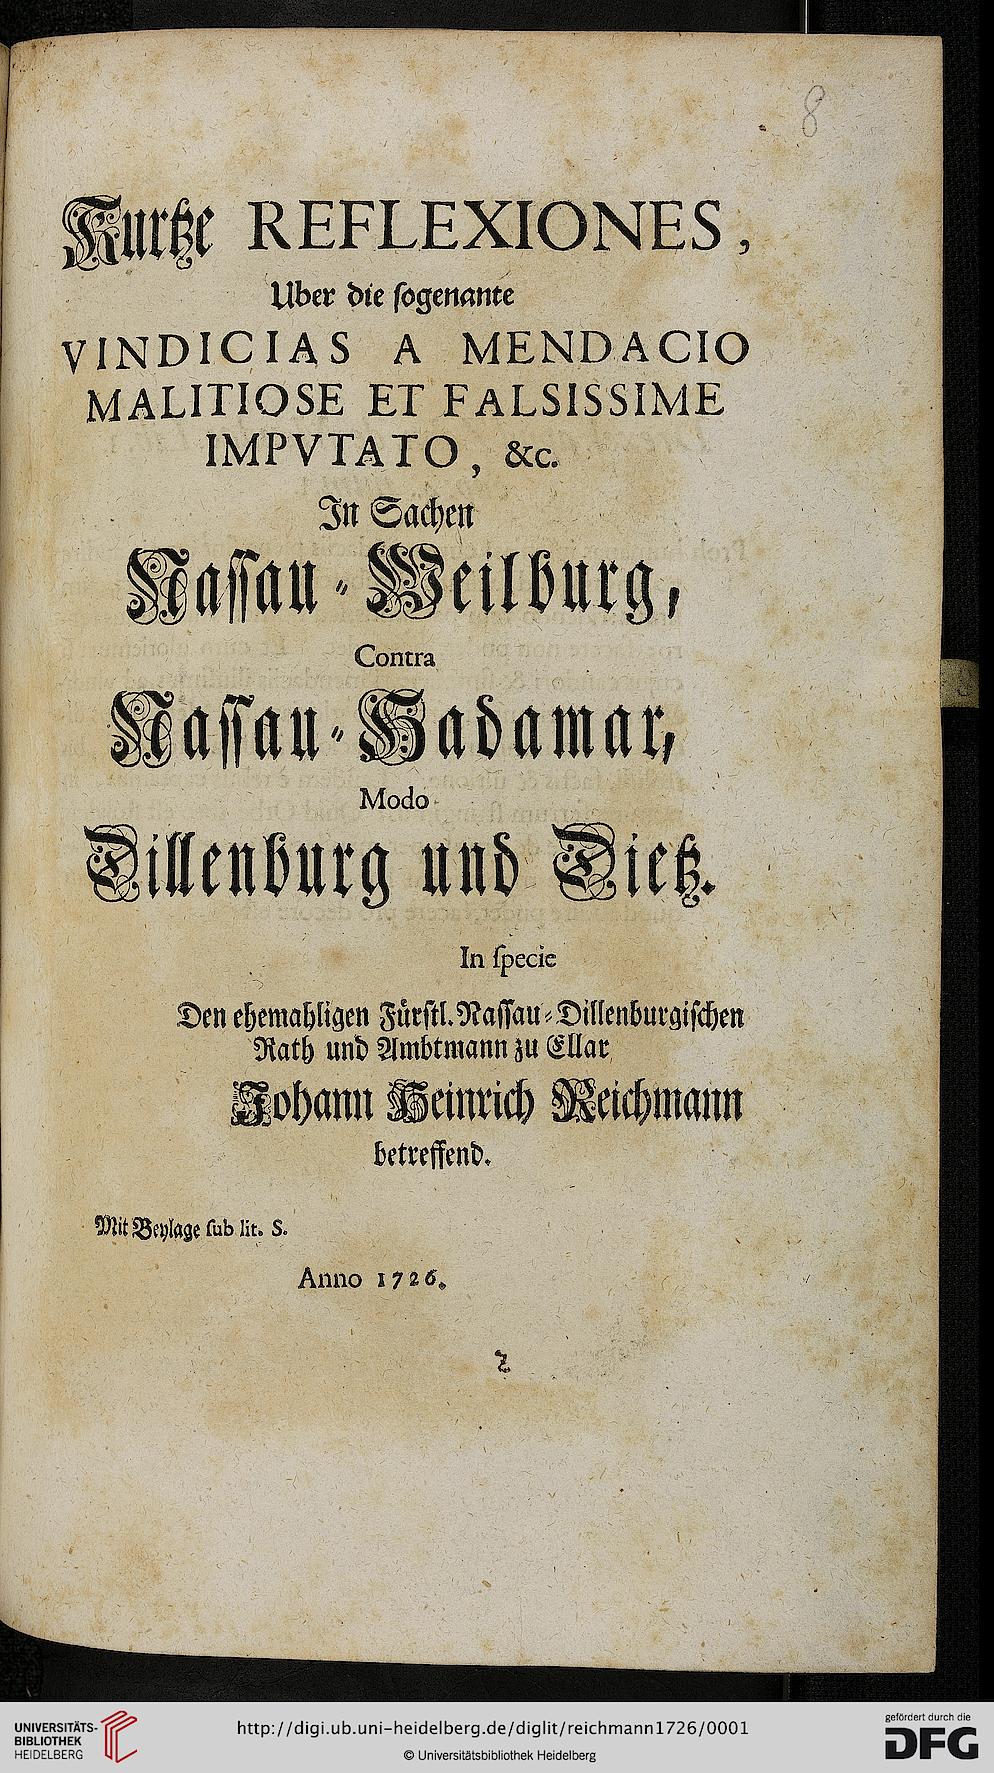 8
Kurtze REFLEXIONES,
Uber die sogenante
VINDICIAS A MENDACIO
MALITIOSE ET FALSISSIME
IMPVTATO, &c.
In Sachen
Nassau-Weilburg,
Contra
Nassau-Hadamar,
Modo
Dillenburg und Dietz.
In specie
Den ehemahligen Fürstl. Nassau-Dillenburgischen
Rath und Ambtmann zu Ellar
Johann Heinrich Reichmann
betreffend.
Mit Beylage sub lit. S.
Anno 1726.
2
UNIVERSITÄTS-
BIBLIOTHEK
HEIDELBERG
http://digi.ub.uni-heidelberg.de/diglit/reichmann1726/0001
© Universitätsbibliothek Heidelberg
gefördert durch die
DFG